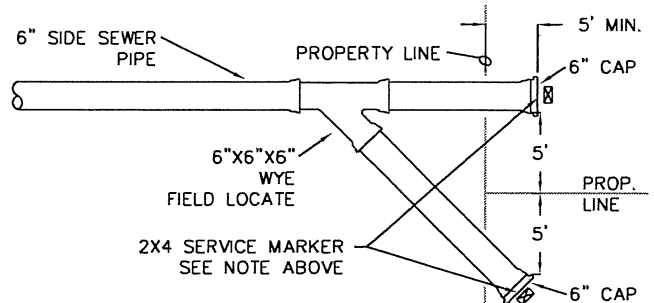 6" SIDE SEWER
PIPE
PROPERTY LINE
5' MIN.
6" CAP
6"X6"X6"
WYE
FIELD LOCATE
5'
PROP.
LINE
5'
2X4 SERVICE MARKER
SEE NOTE ABOVE
6" CAP